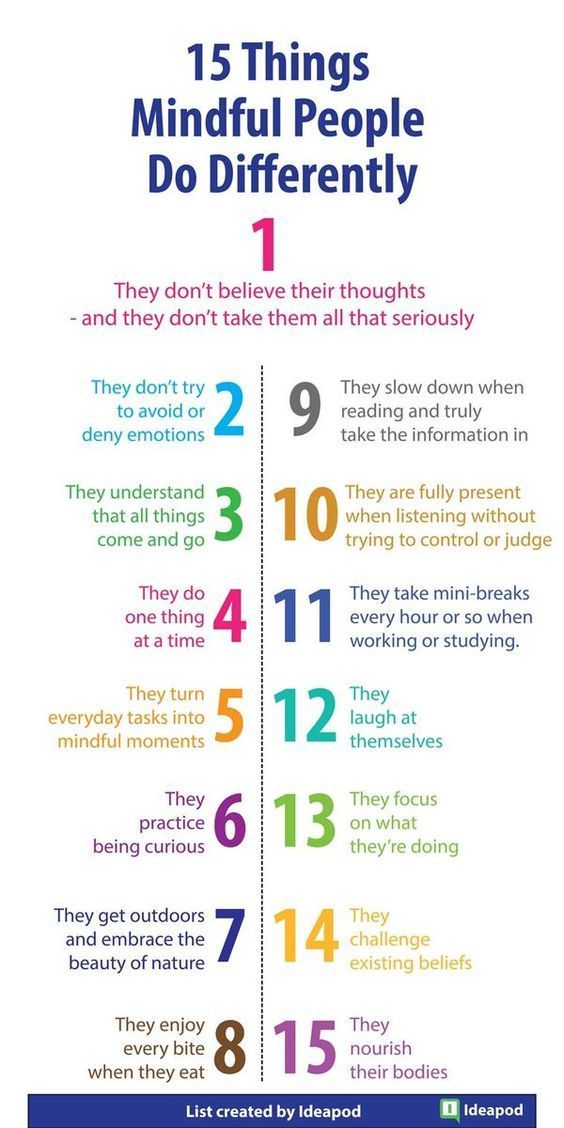 15 Things
Mindful People
Do Differently
1
They don't believe their thoughts
- and they don't take them all that seriously
They don't try
to avoid or
deny emotions
2
They understand
that all things
come and go
3
They do
one thing
at a time
4
They turn
everyday tasks into
mindful moments
5
They
practice
being curious
6
They get outdoors
and embrace the
beauty of nature
7
They enjoy
every bite
when they eat
8
9
They slow down when
reading and truly
take the information in
10
They are fully present
when listening without
trying to control or judge
11
They take mini-breaks
every hour or so when
working or studying.
12
They
laugh at
themselves
13
They focus
on what
they're doing
14
They
challenge
existing beliefs
15
They
nourish
their bodies
List created by Ideapod
Ideapod